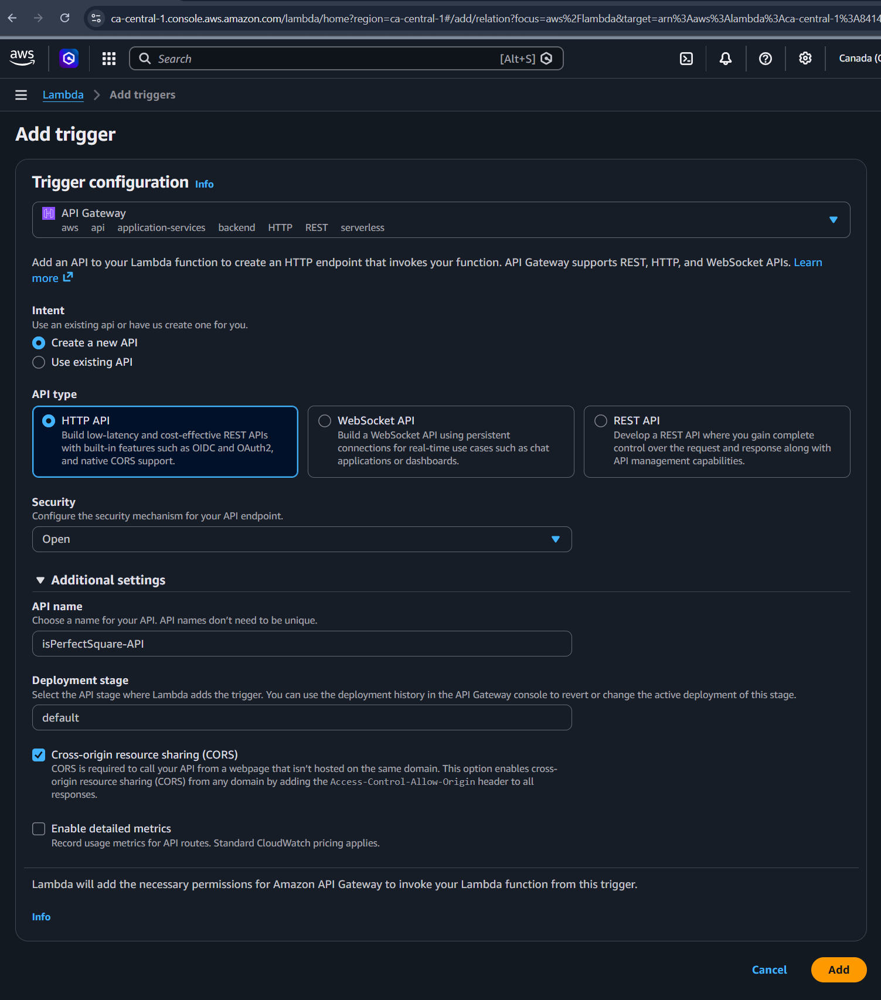 ca-central-1.console.aws.amazon.com/lambda/home?region=ca-central-1#/add/relation?focus=aws%2Flambda&target=arn%3Aaws%3Alambda%3Aca-central-1%3A8414
aws
Search
[Alt+S]
Canada (C
Lambda
Add triggers
Add trigger
Trigger configuration Info
API Gateway
aws api application-services backend HTTP REST serverless
Add an API to your Lambda function to create an HTTP endpoint that invokes your function. API Gateway supports REST, HTTP, and WebSocket APIs. Learn
more
Intent
Use an existing api or have us create one for you.
Create a new API
Use existing API
API type
HTTP API
Build low-latency and cost-effective REST APIs
with built-in features such as OIDC and OAuth2,
and native CORS support.
WebSocket API
Build a WebSocket API using persistent
connections for real-time use cases such as chat
applications or dashboards.
REST API
Develop a REST API where you gain complete
control over the request and response along with
API management capabilities.
Security
Configure the security mechanism for your API endpoint.
Open
Additional settings
API name
Choose a name for your API. API names don't need to be unique.
isPerfectSquare-API
Deployment stage
Select the API stage where Lambda adds the trigger. You can use the deployment history in the API Gateway console to revert or change the active deployment of this stage.
default
Cross-origin resource sharing (CORS)
CORS is required to call your API from a webpage that isn't hosted on the same domain. This option enables cross-
origin resource sharing (CORS) from any domain by adding the Access-Control-Allow-Origin header to all
responses.
Enable detailed metrics
Record usage metrics for API routes. Standard CloudWatch pricing applies.
Lambda will add the necessary permissions for Amazon API Gateway to invoke your Lambda function from this trigger.
Info
Cancel
Add